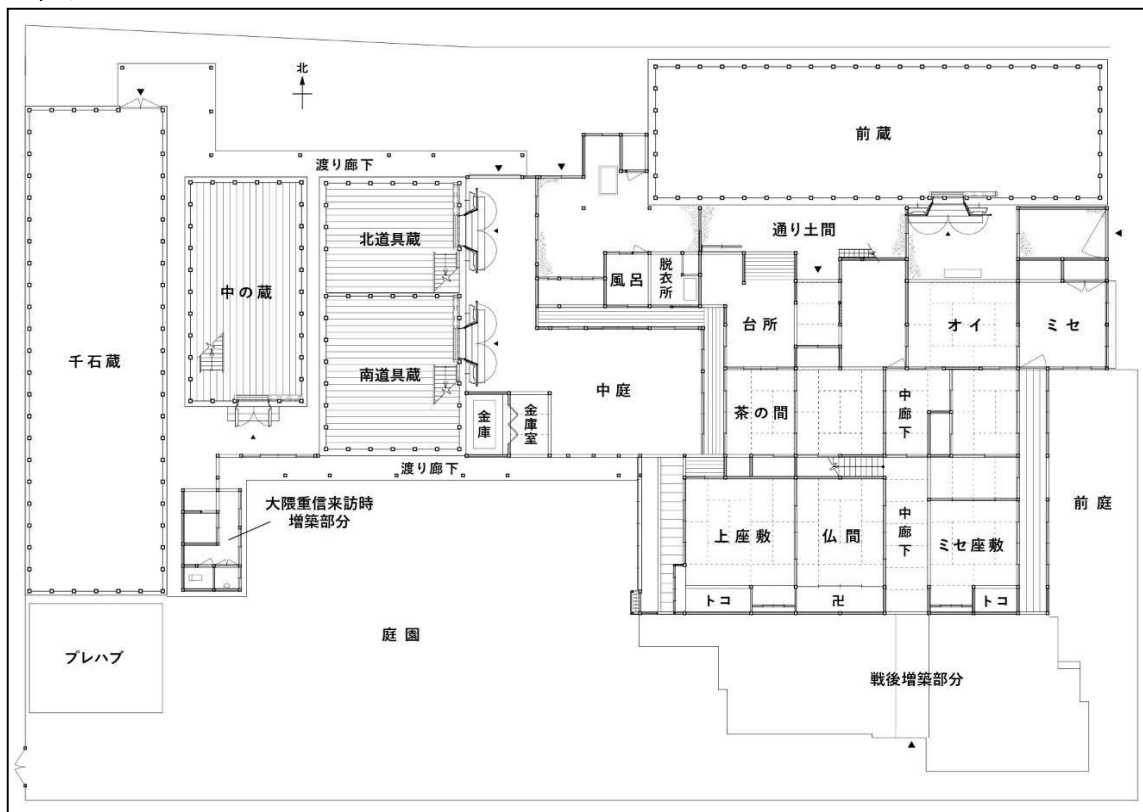 北
前蔵
渡り廊下
通り土間
北道具蔵
中の蔵
風呂
脱衣所
台所
オイ
ミセ
千石蔵
南道具蔵
中庭
金庫
金庫室
茶の間
中廊下
前庭
渡り廊下
大隈重信来訪時
増築部分
上座敷
仏間
中廊下
ミセ座敷
トコ
卍
トコ
庭園
プレハブ
戦後増築部分